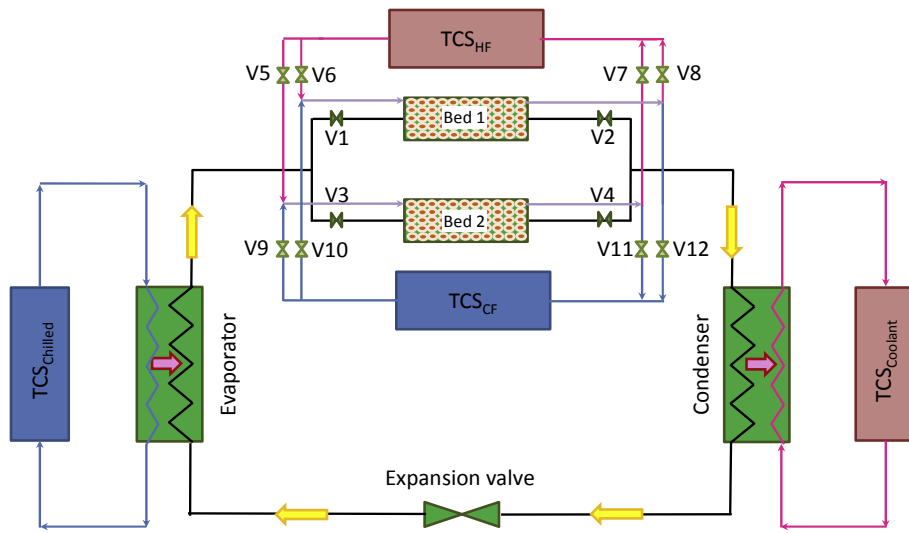 TCSHF
V5
V6
V7
V8
Bed 1
V1
V2
V3
V4
Bed 2
V9
V10
V11
V12
TCSCF
TCSChilled
Evaporator
Condenser
TCSCoolant
Expansion valve